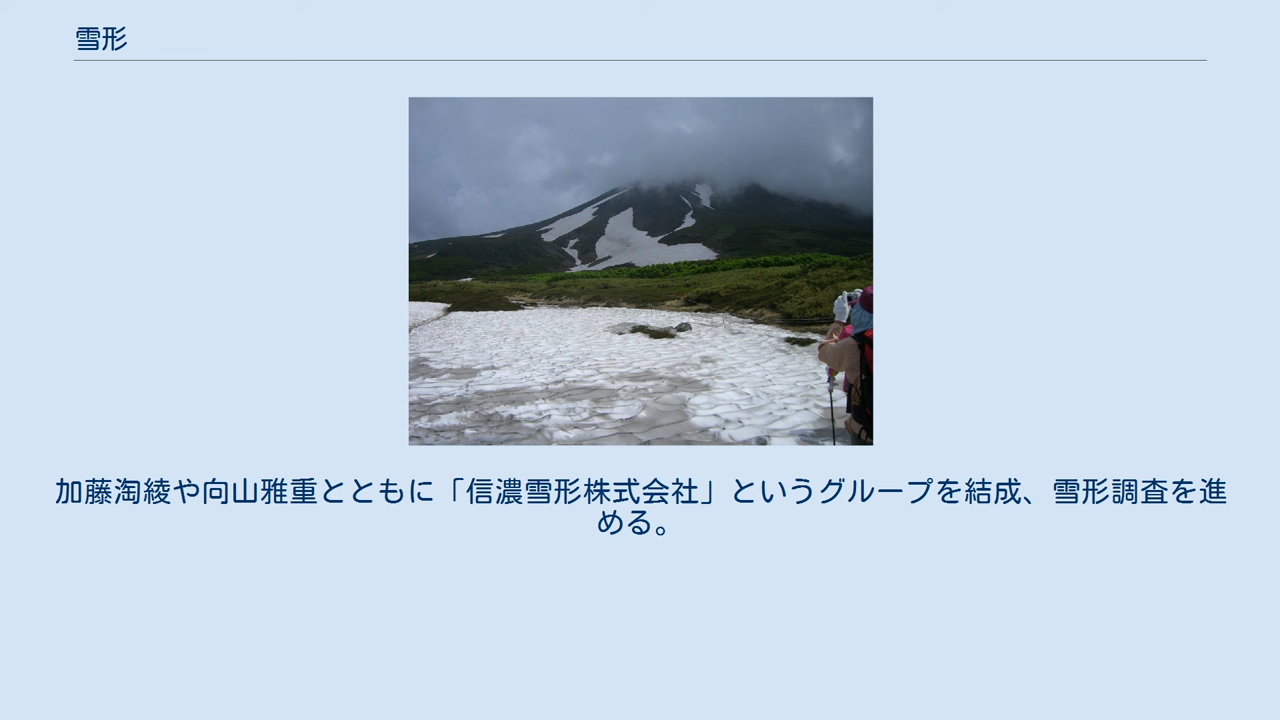 雪形
加藤淘綾や向山雅重とともに「信濃雪形株式会社」というグループを結成、雪形調査を進
める。